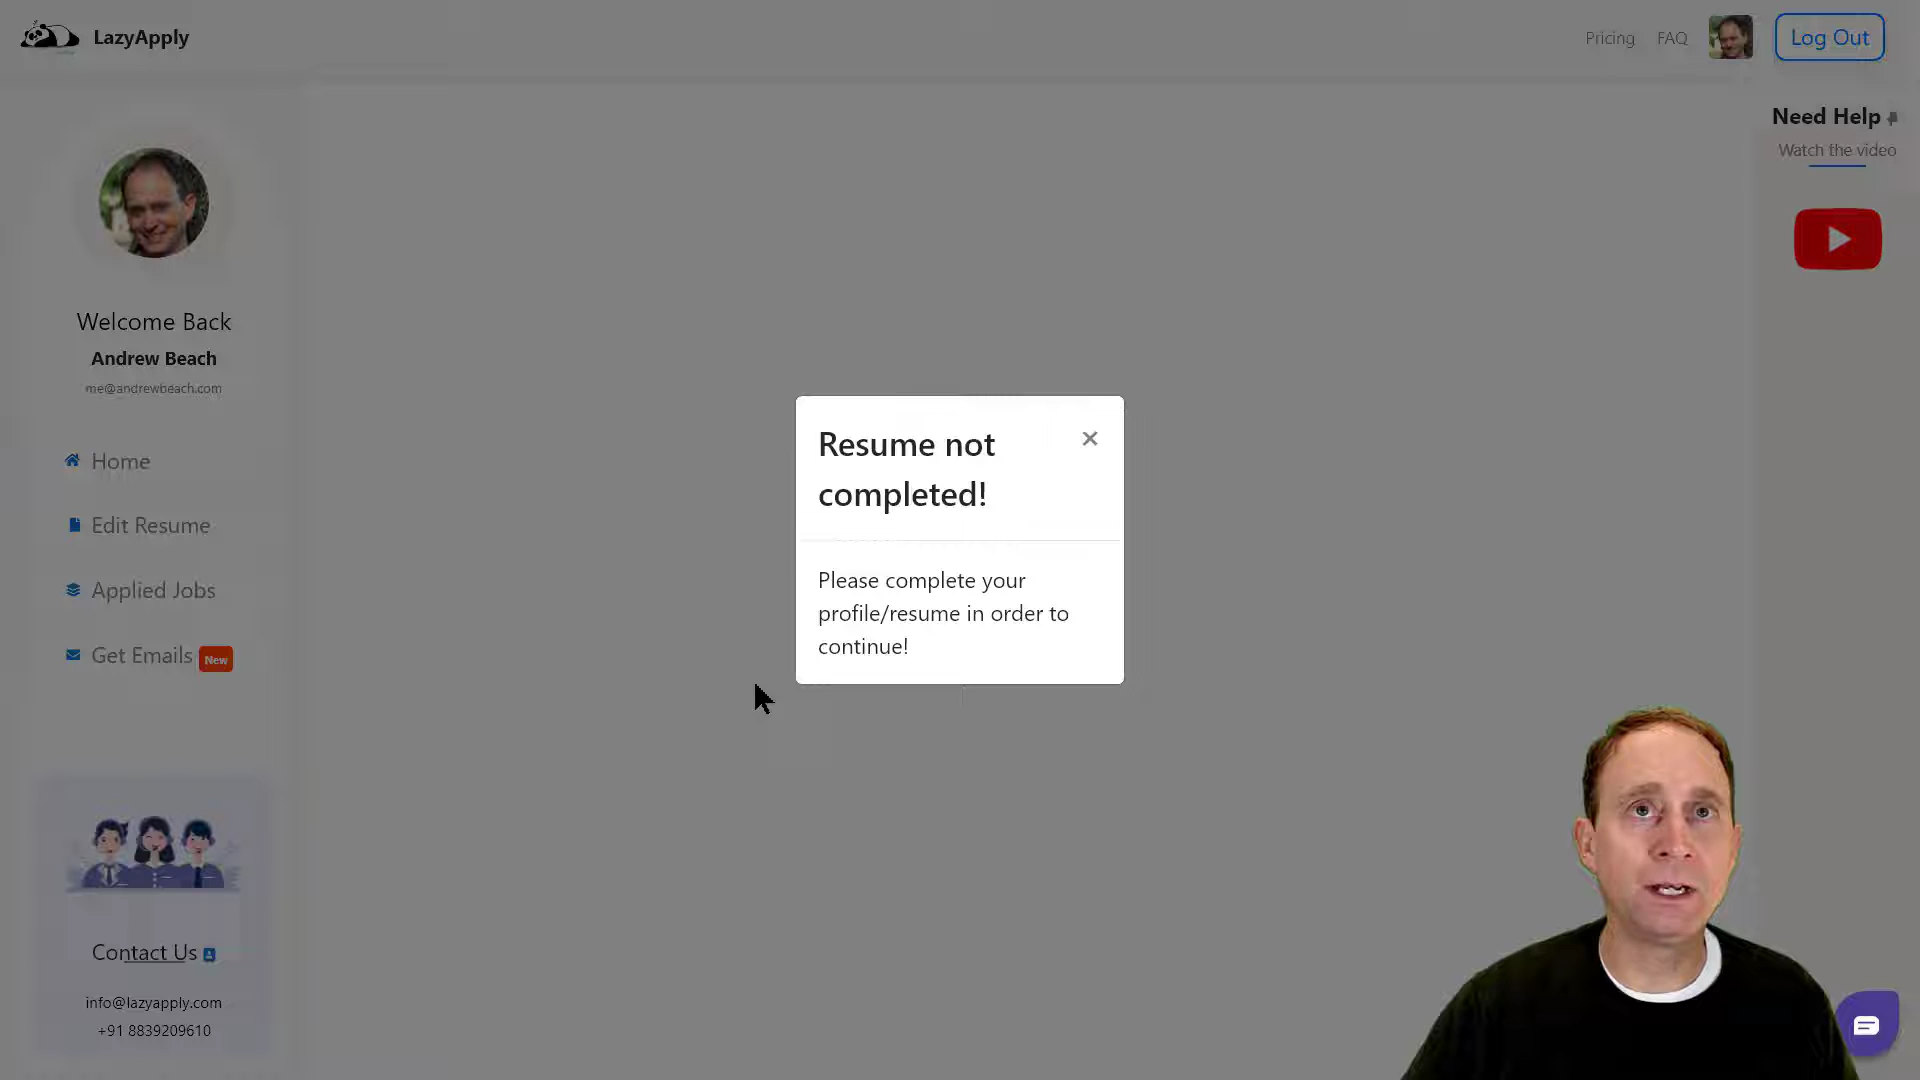 LazyApply
Pricing
FAQ
Log Out
Need Help
Watch the video
Welcome Back
Andrew Beach
me@andrewbeach.com
Home
Edit Resume
Applied Jobs
Get Emails New
Contact Us
info@lazyapply.com
+91 8839209610
Resume not
completed!
×
Please complete your
profile/resume in order to
continue!